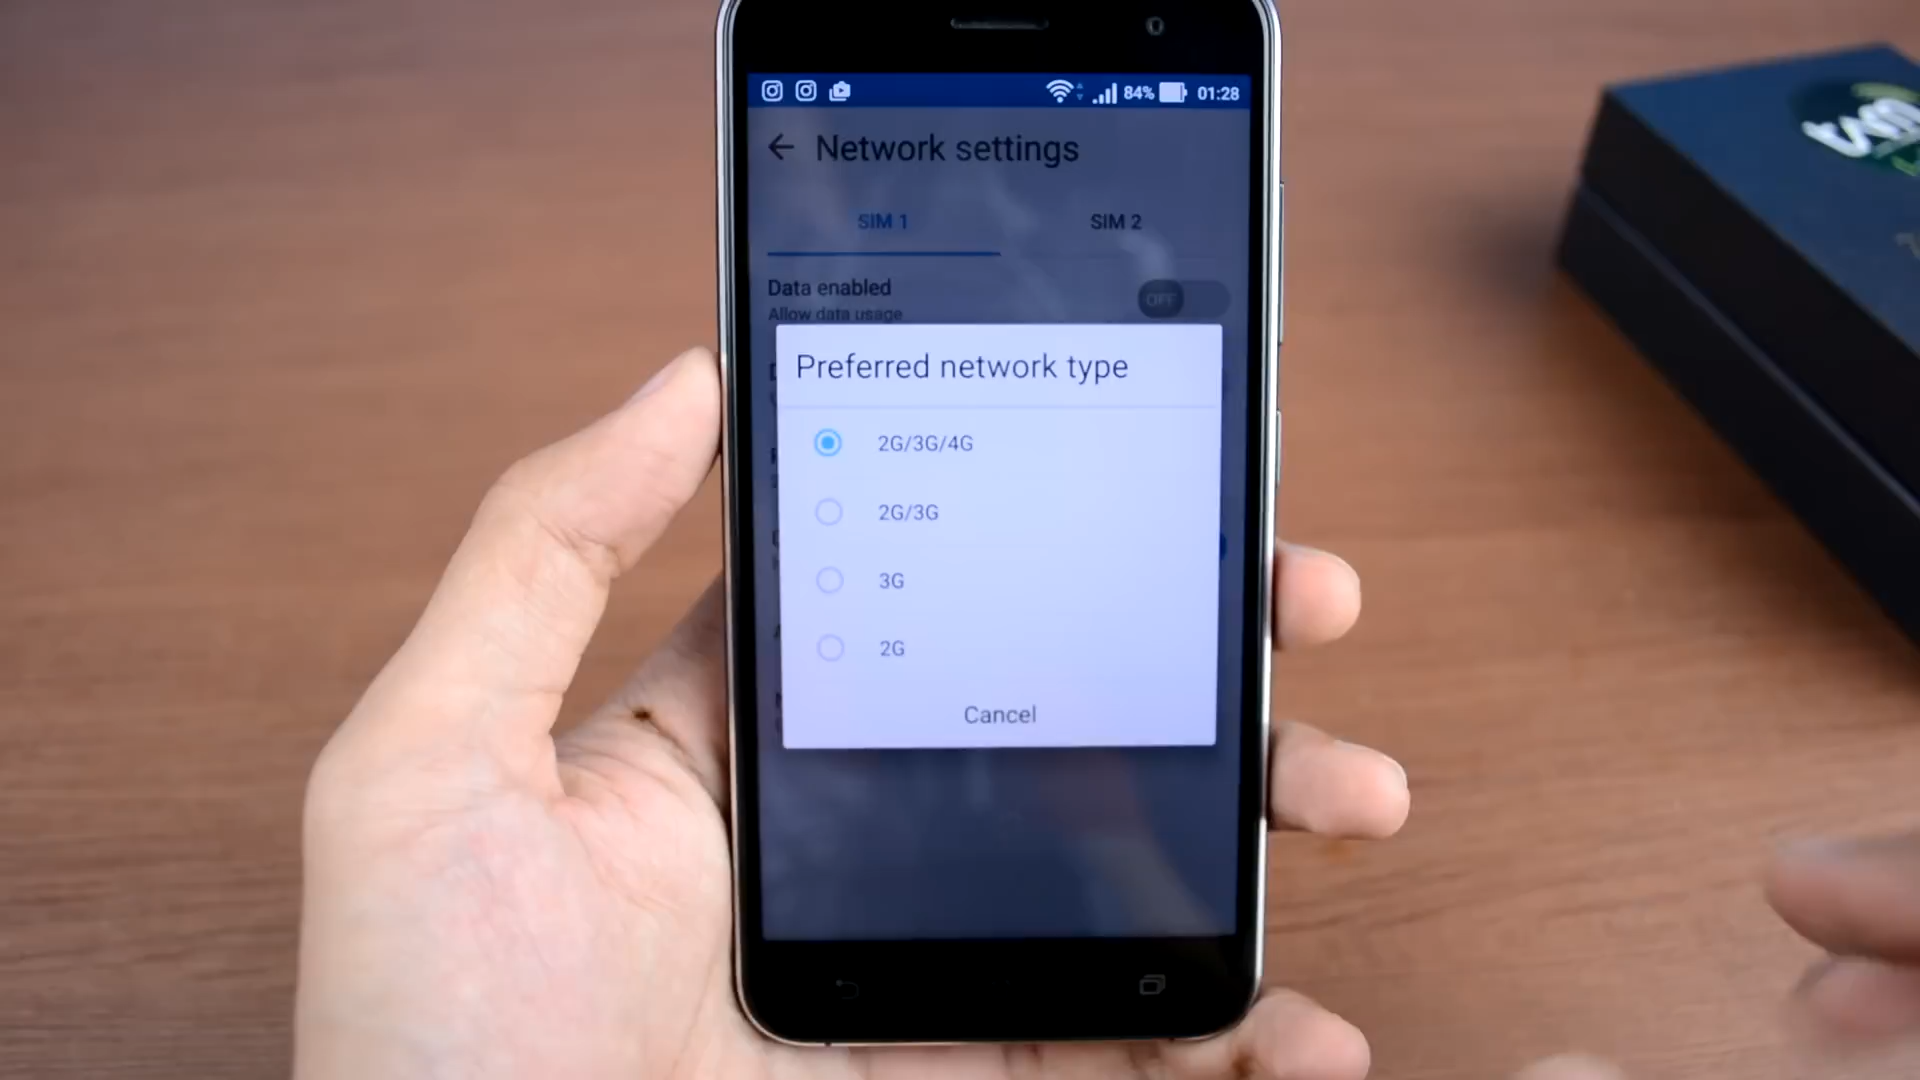 84% 01:28
Network settings
SIM 1 SIM 2
Data enabled
OFF
Allow data usage
Preferred network type
2G/3G/4G
2G/3G
3G
2G
Cancel